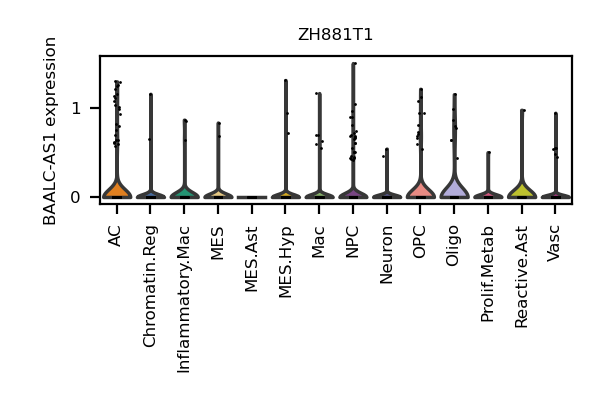 ZH881T1
BAALC-AS1 expression
1
0
AC
Chromatin.Reg
Inflammatory.Mac
MES
MES.Ast
MES.Hyp
Mac
NPC
Neuron
OPC
Oligo
Prolif.Metab
Reactive.Ast
Vasc